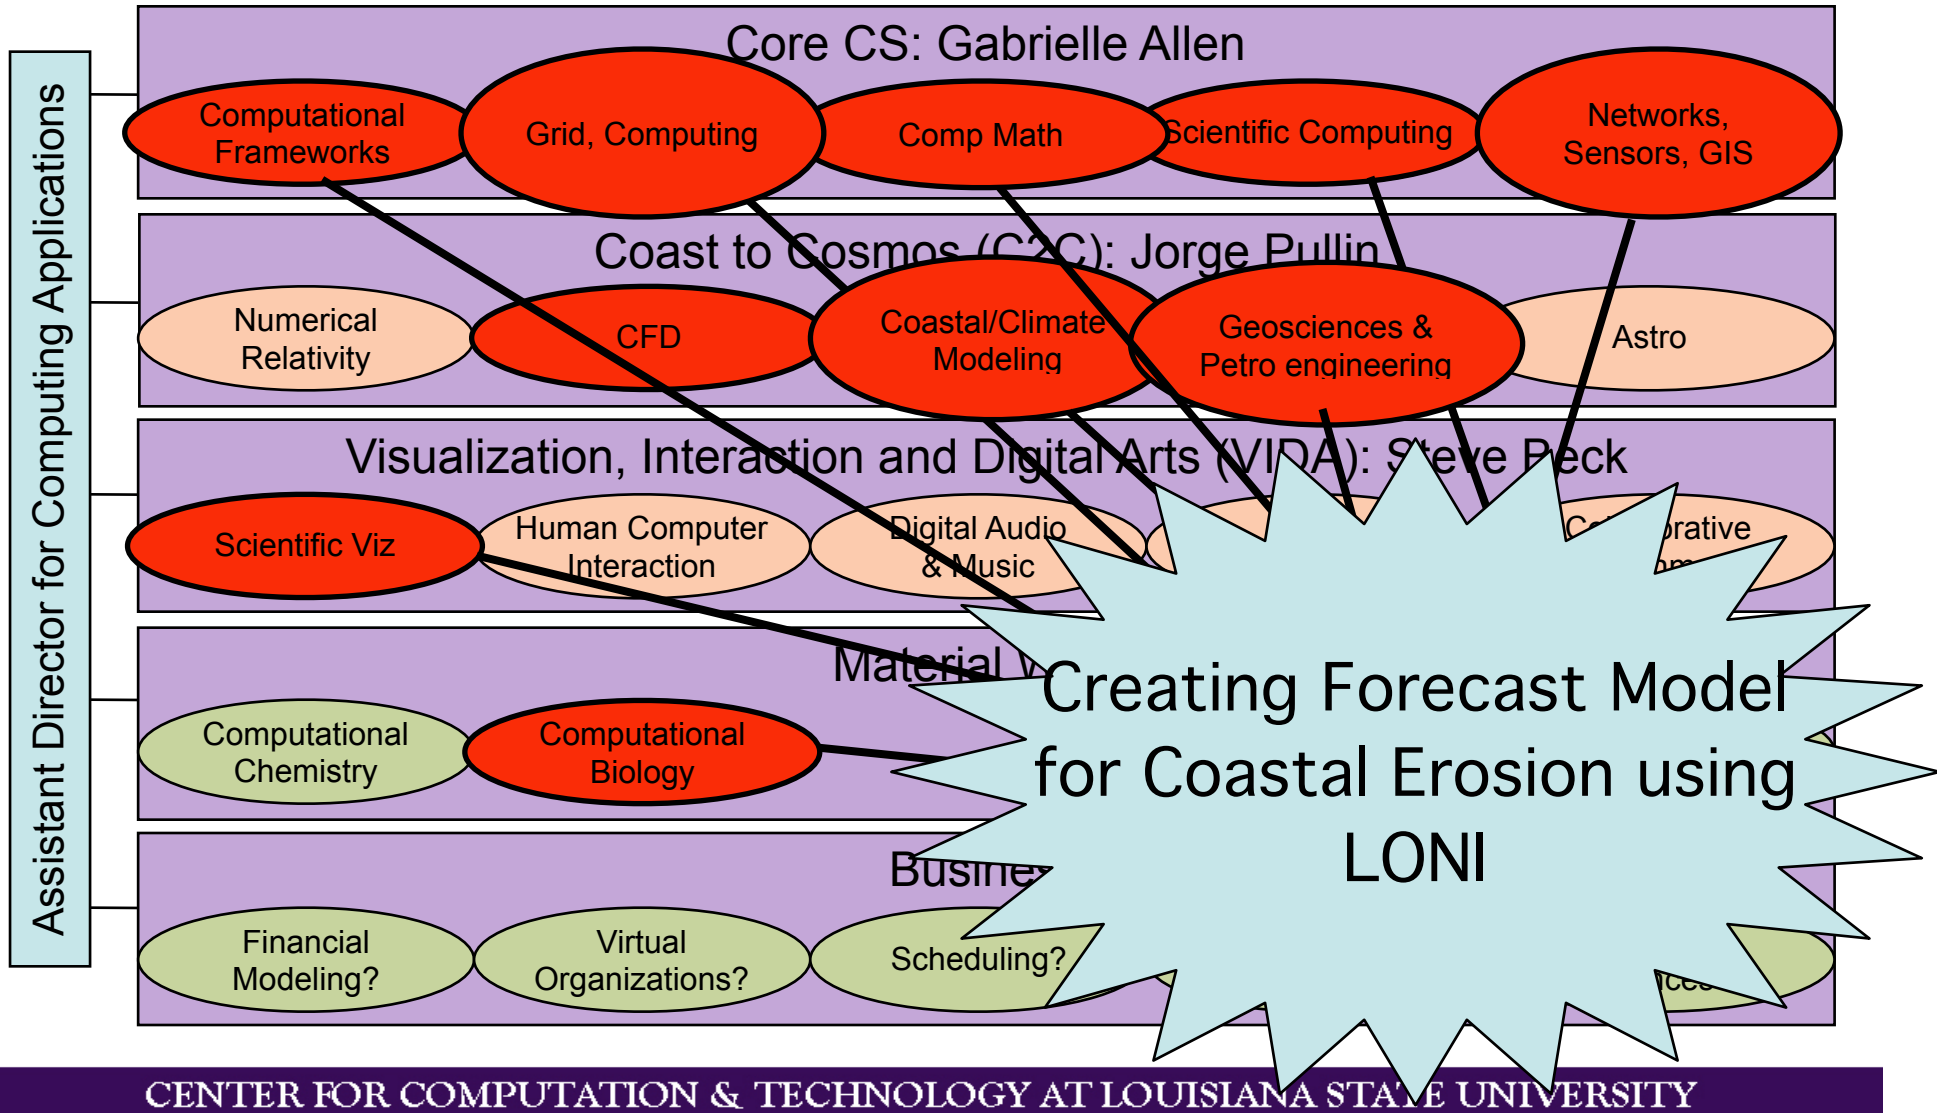 Assistant Director for Computing Applications
Core CS: Gabrielle Allen
Computational
Frameworks
Grid, Computing
Comp Math
Scientific Computing
Networks,
Sensors, GIS
Coast to Cosmos (C2C): Jorge Pullin
Numerical
Relativity
CFD
Coastal/Climate
Modeling
Geosciences &
Petro engineering
Astro
Visualization, Interaction and Digital Arts (VIDA): Steve Beck
Scientific Viz
Human Computer
Interaction
Digital Audio
& Music
Material
Computational
Chemistry
Computational
Biology
Creating Forecast Model
for Coastal Erosion using
LONI
Financial
Modeling?
Virtual
Organizations?
Scheduling?
CENTER FOR COMPUTATION & TECHNOLOGY AT LOUISIANA STATE UNIVERSITY